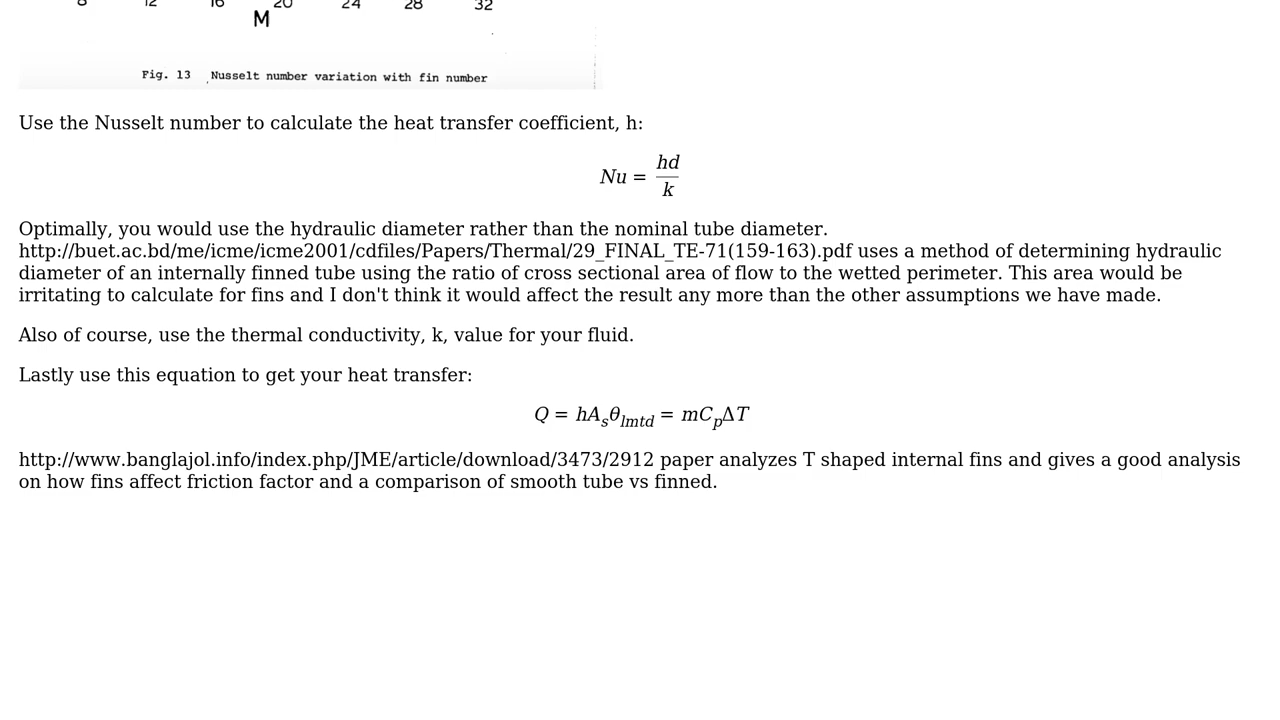 8 12 16 20 24 28 32
M
Fig. 13 Nusselt number variation with fin number
Use the Nusselt number to calculate the heat transfer coefficient, h:
Nu = hd/k
Optimally, you would use the hydraulic diameter rather than the nominal tube diameter.
http://buet.ac.bd/me/icme/icme2001/cdfiles/Papers/Thermal/29_FINAL_TE-71(159-163).pdf uses a method of determining hydraulic
diameter of an internally finned tube using the ratio of cross sectional area of flow to the wetted perimeter. This area would be
irritating to calculate for fins and I don't think it would affect the result any more than the other assumptions we have made.
Also of course, use the thermal conductivity, k, value for your fluid.
Lastly use this equation to get your heat transfer:
Q = hA_sθ_lmtd = mC_pΔT
http://www.banglajol.info/index.php/JME/article/download/3473/2912 paper analyzes T shaped internal fins and gives a good analysis
on how fins affect friction factor and a comparison of smooth tube vs finned.